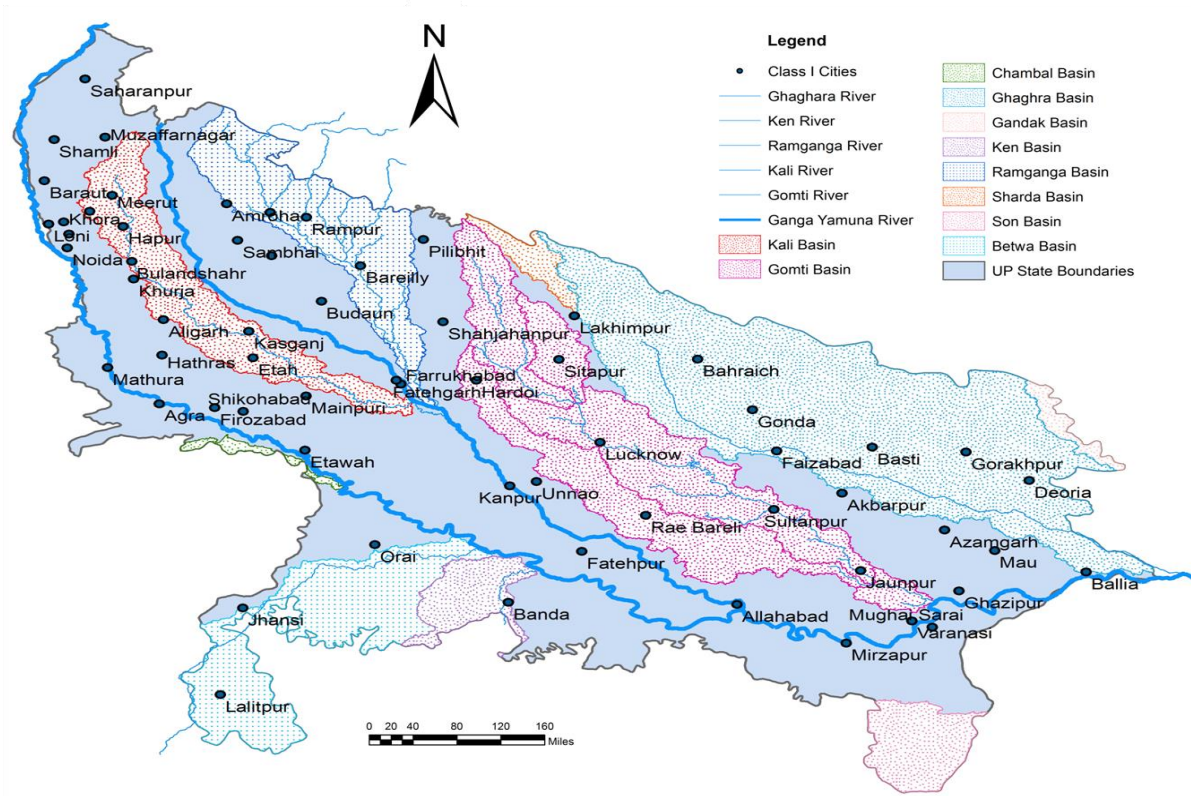 N
Legend
Class I Cities
Ghaghara River
Ken River
Ramganga River
Kali River
Gomti River
Ganga Yamuna River
Kali Basin
Gomti Basin
Chambal Basin
Ghaghra Basin
Gandak Basin
Ken Basin
Ramganga Basin
Sharda Basin
Son Basin
Betwa Basin
UP State Boundaries
Saharanpur
Muzaffarnagar
Shamli
Baraut
Meerut
Khora
Loni
Hapur
Noida
Bulandshahr
Khurja
Amroha
Rampur
Sambhal
Pilibhit
Bareilly
Budaun
Shahjahanpur
Lakhimpur
Aligarh
Kasganj
Hathras
Etah
Sitapur
Bahraich
Mathura
Farrukhabad
Fatehgarh
Hardoi
Shikohabad
Mainpuri
Agra
Firozabad
Gonda
Etawah
Lucknow
Faizabad
Basti
Gorakhpur
Deoria
Kanpur
Unnao
Akbarpur
Rae Bareli
Sultanpur
Azamgarh
Orai
Fatehpur
Mau
Jaunpur
Ballia
Ghazipur
Jhansi
Banda
Allahabad
Mughal Sarai
Varanasi
Mirzapur
Lalitpur
0 20 40 80 120 160
Miles